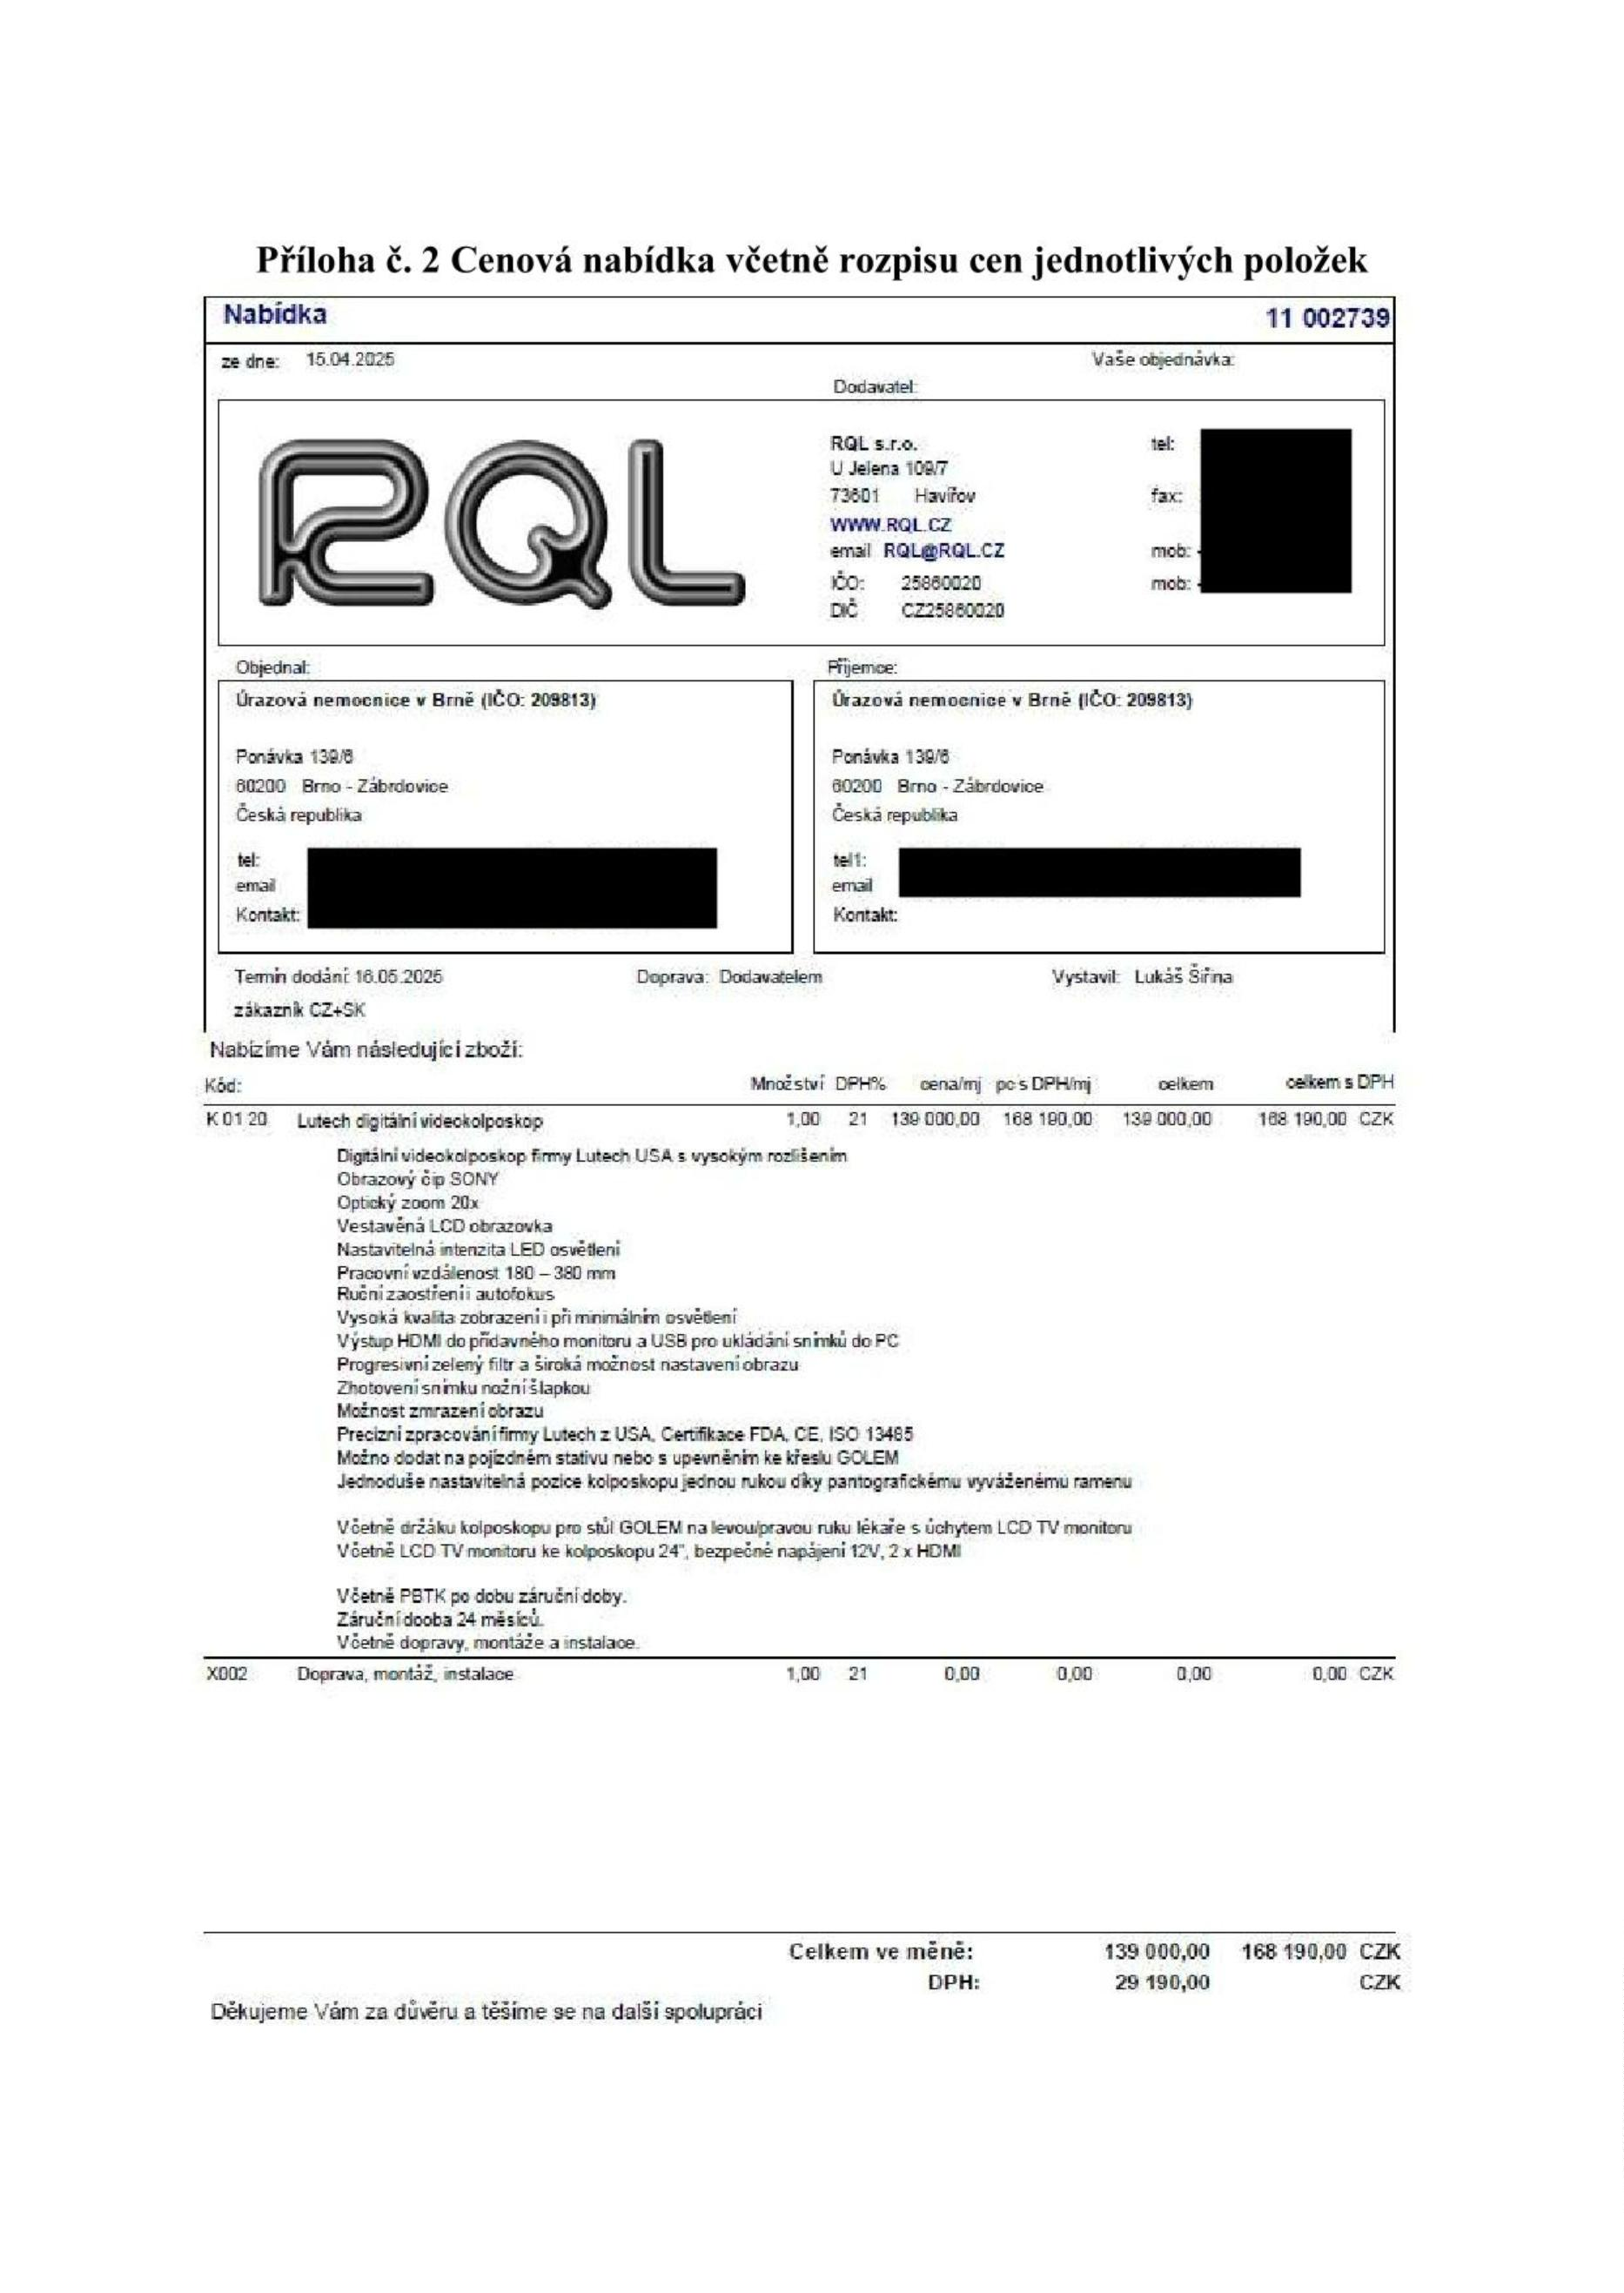 Příloha č. 2 Cenová nabídka včetně rozpisu cen jednotlivých položek
Nabídka 11 002739
ze dne: 15.04.2025 Vaše objednávka:
Dodavatel:
RQL
RQL s.r.o. tel:
U Jelena 109/7
73601 Havířov fax:
WWW.RQL.CZ
email RQL@RQL.CZ mob:
IČO: 25860020 mob:
DIČ CZ25860020
Objednal: Příjemce:
Úrazová nemocnice v Brně (IČO: 209813) Úrazová nemocnice v Brně (IČO: 209813)
Ponávka 139/6 Ponávka 139/6
60200 Brno - Zábrdovice 60200 Brno - Zábrdovice
Česká republika Česká republika
tel: tel1:
email email
Kontakt: Kontakt:
Termín dodání: 16.05.2025 Doprava: Dodavatelem Vystavil: Lukáš Šiřina
zákazník CZ+SK
Nabízíme Vám následující zboží:
Kód: Množství DPH% cena/mj pc s DPH/mj celkem celkem s DPH
K 01 20 Lutech digitální videokolposkop 1,00 21 139 000,00 168 190,00 139 000,00 168 190,00 CZK
Digitální videokolposkop firmy Lutech USA s vysokým rozlišením
Obrazový čip SONY
Optický zoom 20x
Vestavěná LCD obrazovka
Nastavitelná intenzita LED osvětlení
Pracovní vzdálenost 180 – 380 mm
Ruční zaostření i autofokus
Vysoká kvalita zobrazení i při minimálním osvětlení
Výstup HDMI do přídavného monitoru a USB pro ukládání snímků do PC
Progresivní zelený filtr a široká možnost nastavení obrazu
Zhotovení snímku nožní šlapkou
Možnost zmrazení obrazu
Precizní zpracování firmy Lutech z USA, Certifikace FDA, CE, ISO 13485
Možno dodat na pojízdném stativu nebo s upevněním ke křeslu GOLEM
Jednoduše nastavitelná pozice kolposkopu jednou rukou díky pantografickému vyváženému ramenu
Včetně držáku kolposkopu pro stůl GOLEM na levou/pravou ruku lékaře s úchytem LCD TV monitoru
Včetně LCD TV monitoru ke kolposkopu 24", bezpečné napájení 12V, 2 x HDMI
Včetně PBTK po dobu záruční doby.
Záruční dooba 24 měsíců.
Včetně dopravy, montáže a instalace.
X002 Doprava, montáž, instalace 1,00 21 0,00 0,00 0,00 0,00 CZK
Celkem ve měně: 139 000,00 168 190,00 CZK
DPH: 29 190,00 CZK
Děkujeme Vám za důvěru a těšíme se na další spolupráci